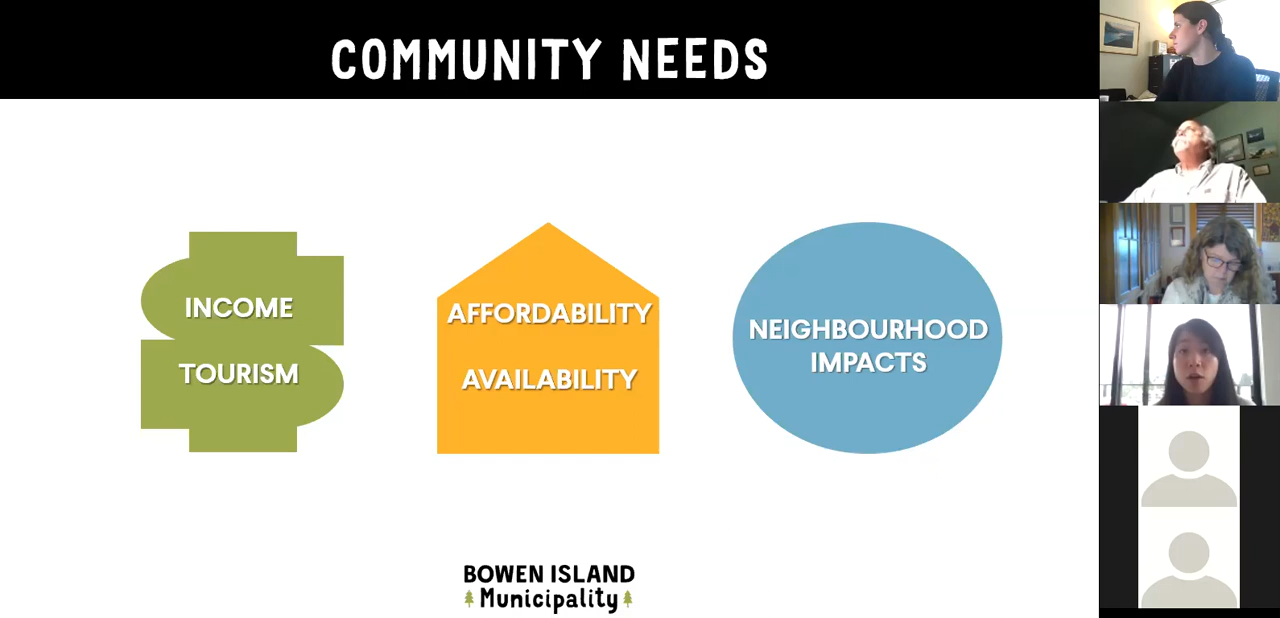 COMMUNITY NEEDS
INCOME
TOURISM
AFFORDABILITY
AVAILABILITY
NEIGHBOURHOOD
IMPACTS
BOWEN ISLAND
Municipality